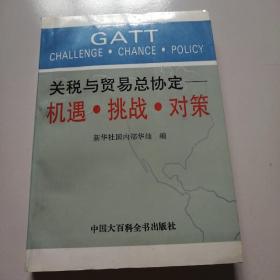 GATT
CHALLENGE · CHANCE · POLICY
关税与贸易总协定——
机遇·挑战·对策
新华社国内部华灿 编
中国大百科全书出版社